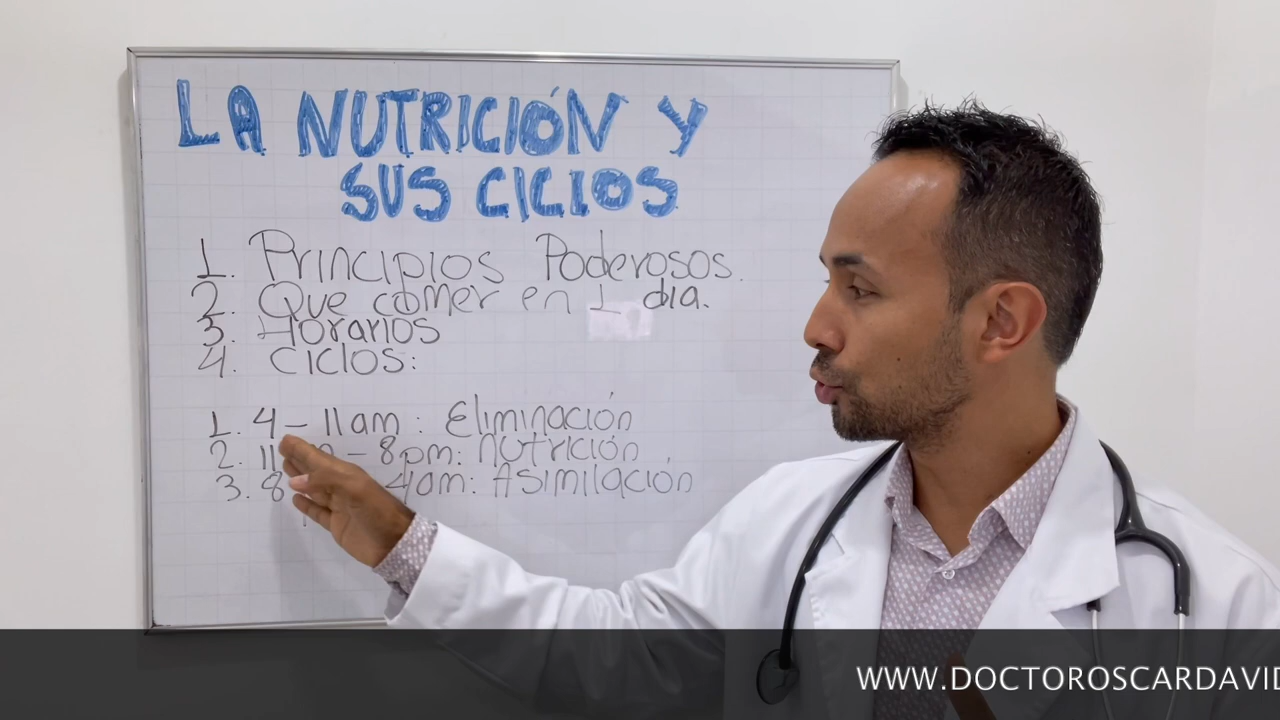 LA NUTRICIÓN Y
SUS CICLOS
1. Principios Poderosos.
2. Que comer en 1 dia.
3. Horarios
4. Ciclos:
1. 4-11am: Eliminación
2. 11 - 8pm: Nutrición
3. 8 4am: Asimilación
WWW.DOCTOROSCARDAVID